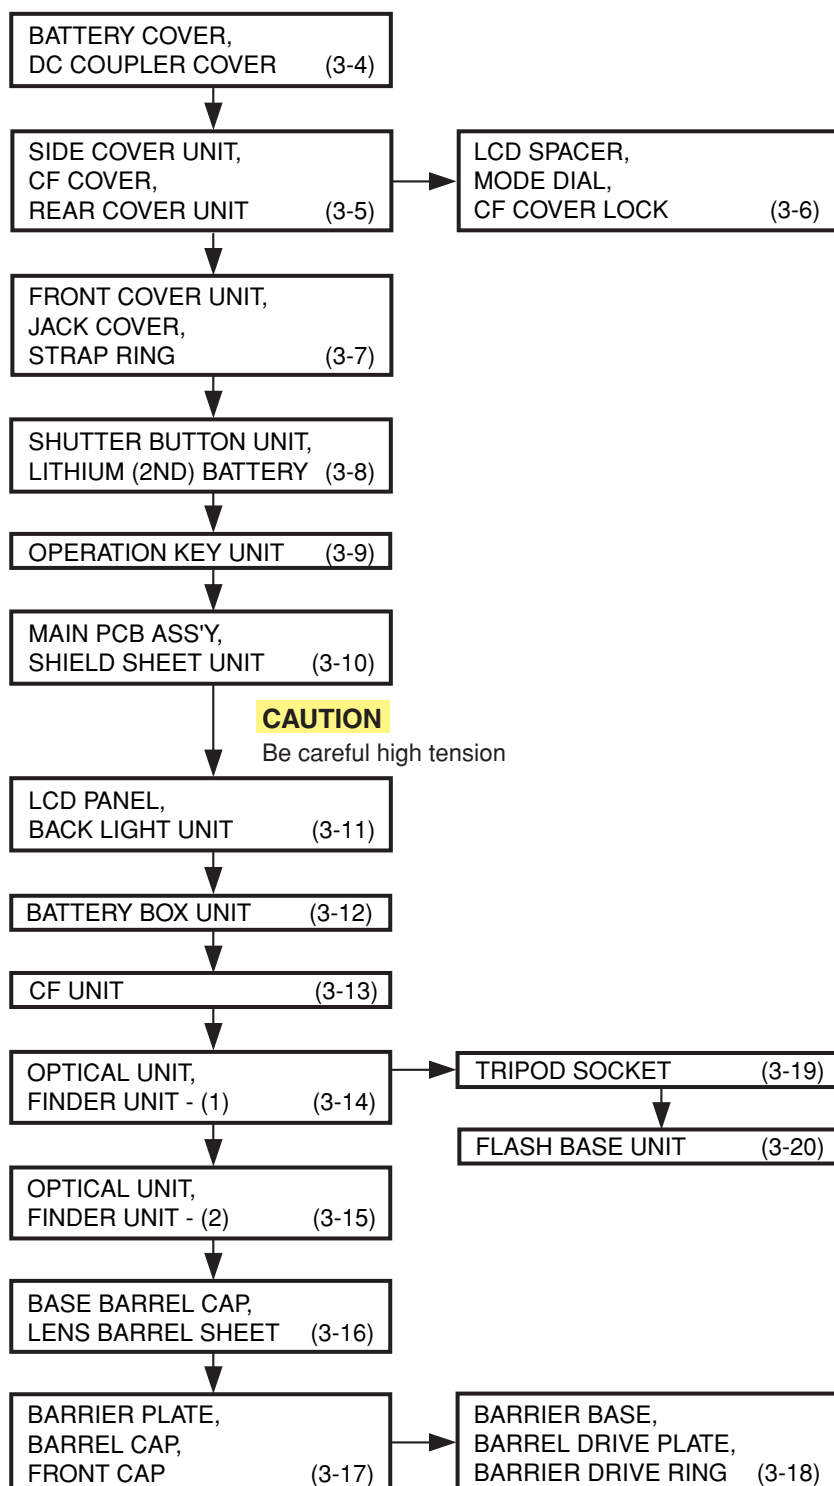 BATTERY COVER,
DC COUPLER COVER (3-4)
SIDE COVER UNIT,
CF COVER,
REAR COVER UNIT (3-5)
LCD SPACER,
MODE DIAL,
CF COVER LOCK (3-6)
FRONT COVER UNIT,
JACK COVER,
STRAP RING (3-7)
SHUTTER BUTTON UNIT,
LITHIUM (2ND) BATTERY (3-8)
OPERATION KEY UNIT (3-9)
MAIN PCB ASS'Y,
SHIELD SHEET UNIT (3-10)
CAUTION
Be careful high tension
LCD PANEL,
BACK LIGHT UNIT (3-11)
BATTERY BOX UNIT (3-12)
CF UNIT (3-13)
OPTICAL UNIT,
FINDER UNIT - (1) (3-14)
TRIPOD SOCKET (3-19)
FLASH BASE UNIT (3-20)
OPTICAL UNIT,
FINDER UNIT - (2) (3-15)
BASE BARREL CAP,
LENS BARREL SHEET (3-16)
BARRIER PLATE,
BARREL CAP,
FRONT CAP (3-17)
BARRIER BASE,
BARREL DRIVE PLATE,
BARRIER DRIVE RING (3-18)